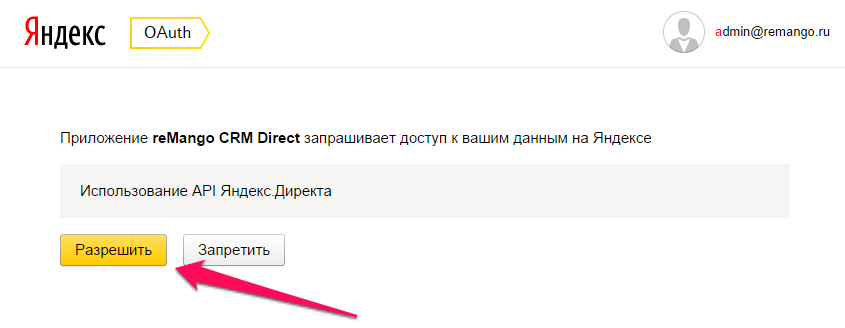 Яндекс OAuth admin@remango.ru
Приложение reMango CRM Direct запрашивает доступ к вашим данным на Яндексе
Использование API Яндекс.Директа
Разрешить Запретить